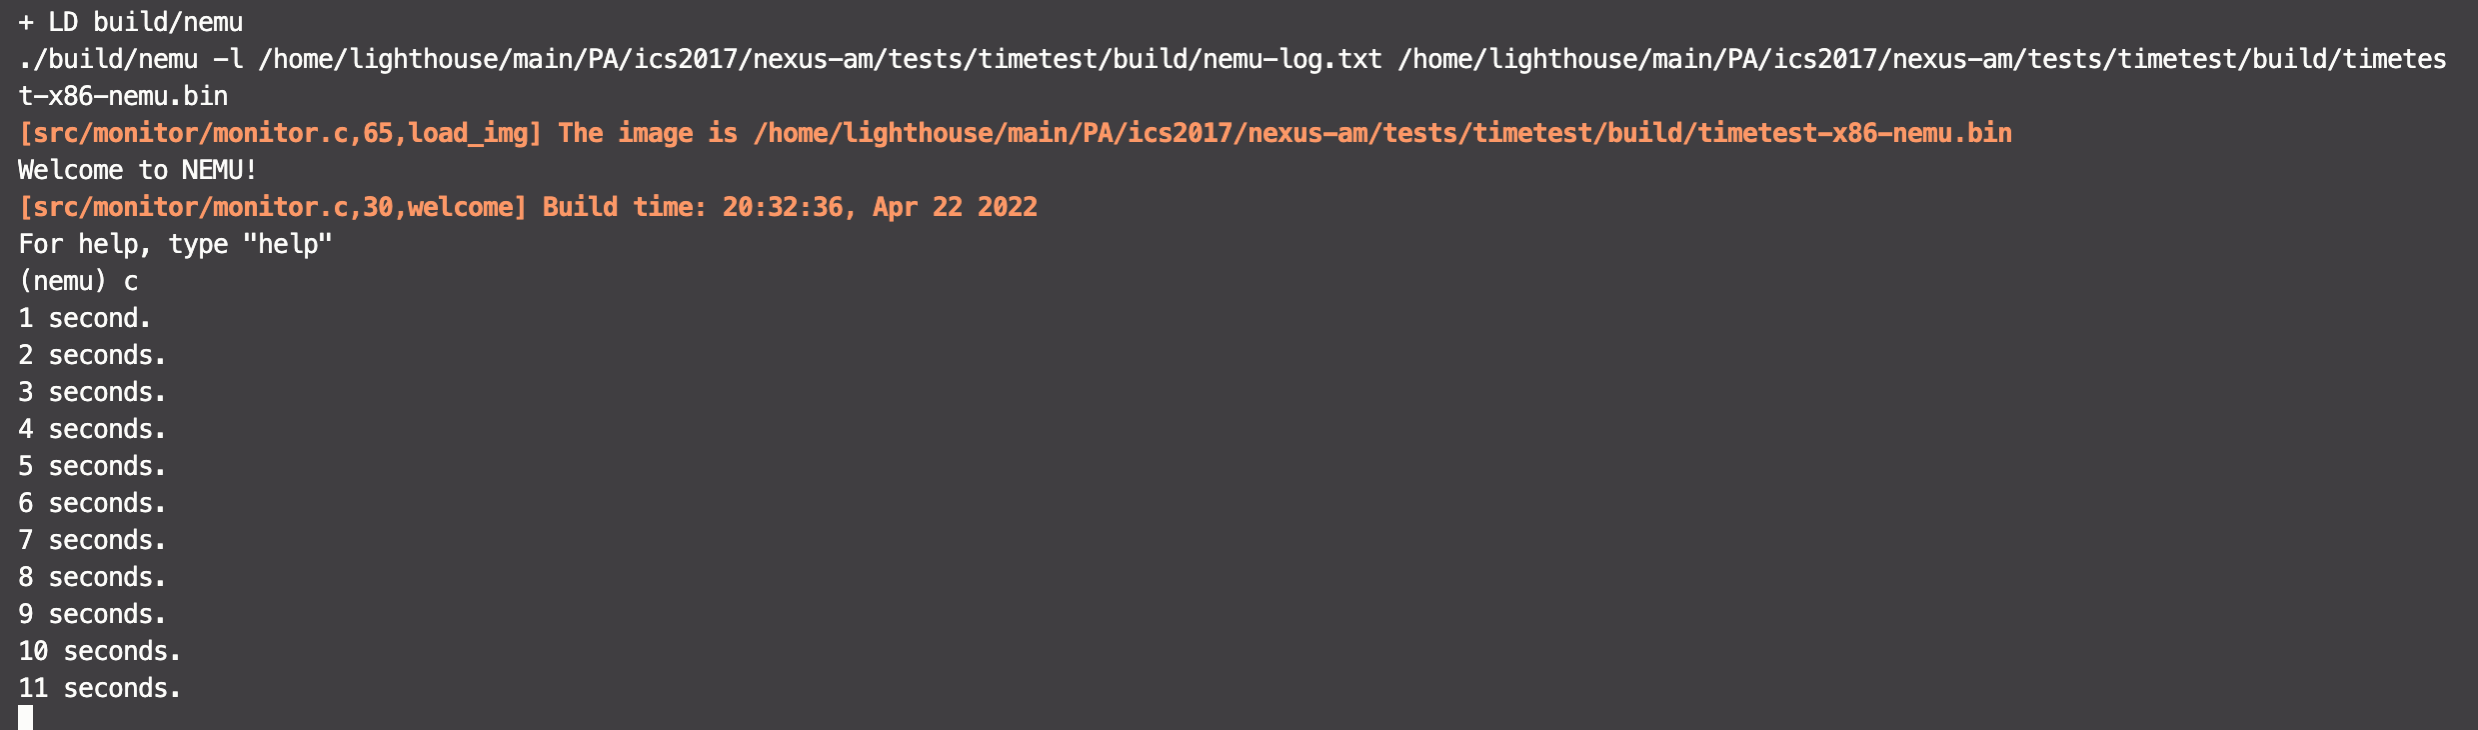 + LD build/nemu
./build/nemu -l /home/lighthouse/main/PA/ics2017/nexus-am/tests/timetest/build/nemu-log.txt /home/lighthouse/main/PA/ics2017/nexus-am/tests/timetest/build/timetes
t-x86-nemu.bin
[src/monitor/monitor.c,65,load_img] The image is /home/lighthouse/main/PA/ics2017/nexus-am/tests/timetest/build/timetest-x86-nemu.bin
Welcome to NEMU!
[src/monitor/monitor.c,30,welcome] Build time: 20:32:36, Apr 22 2022
For help, type "help"
(nemu) c
1 second.
2 seconds.
3 seconds.
4 seconds.
5 seconds.
6 seconds.
7 seconds.
8 seconds.
9 seconds.
10 seconds.
11 seconds.